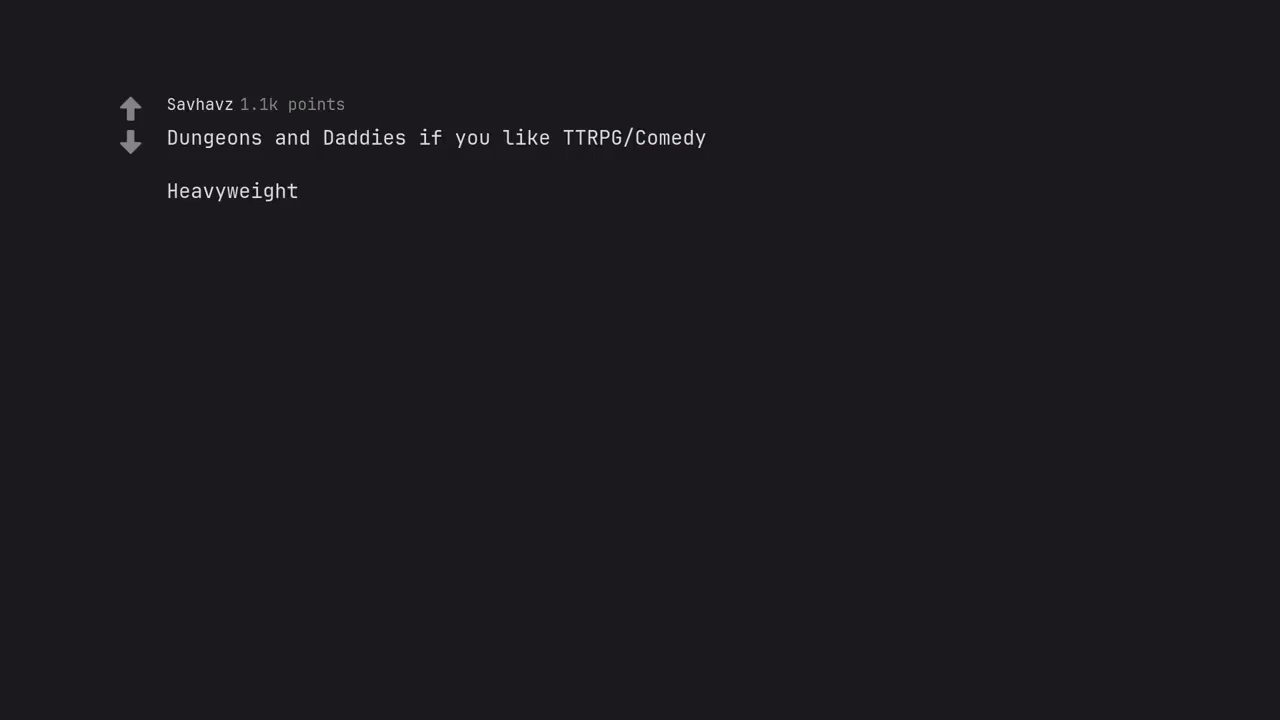 Savhavz 1.1k points
Dungeons and Daddies if you like TTRPG/Comedy
Heavyweight